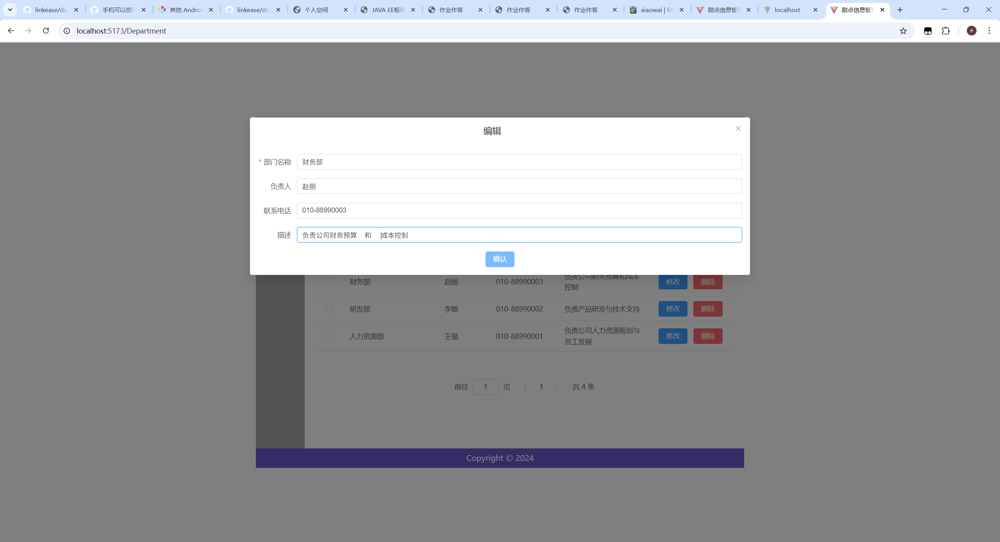 linkease/do
手机可以使用
其他 Androi
linkease/do
个人空间
JAVA EE框架
作业作答
作业作答
作业作答
xiaowai | Et
甜点信息管理
localhost
甜点信息管理
localhost:5173/Department
e
编辑
* 部门名称 财务部
负责人 赵丽
联系电话 010-88990003
描述 负责公司财务预算 和 成本控制
确认
财务部 赵丽 010-88990003 负责公司财务预算和成本
控制 修改 删除
研发部 李敏 010-88990002 负责产品研发与技术支持 修改 删除
人力资源部 王强 010-88990001 负责公司人力资源规划与
员工发展 修改 删除
前往 1 页 1 共 4 条
Copyright © 2024